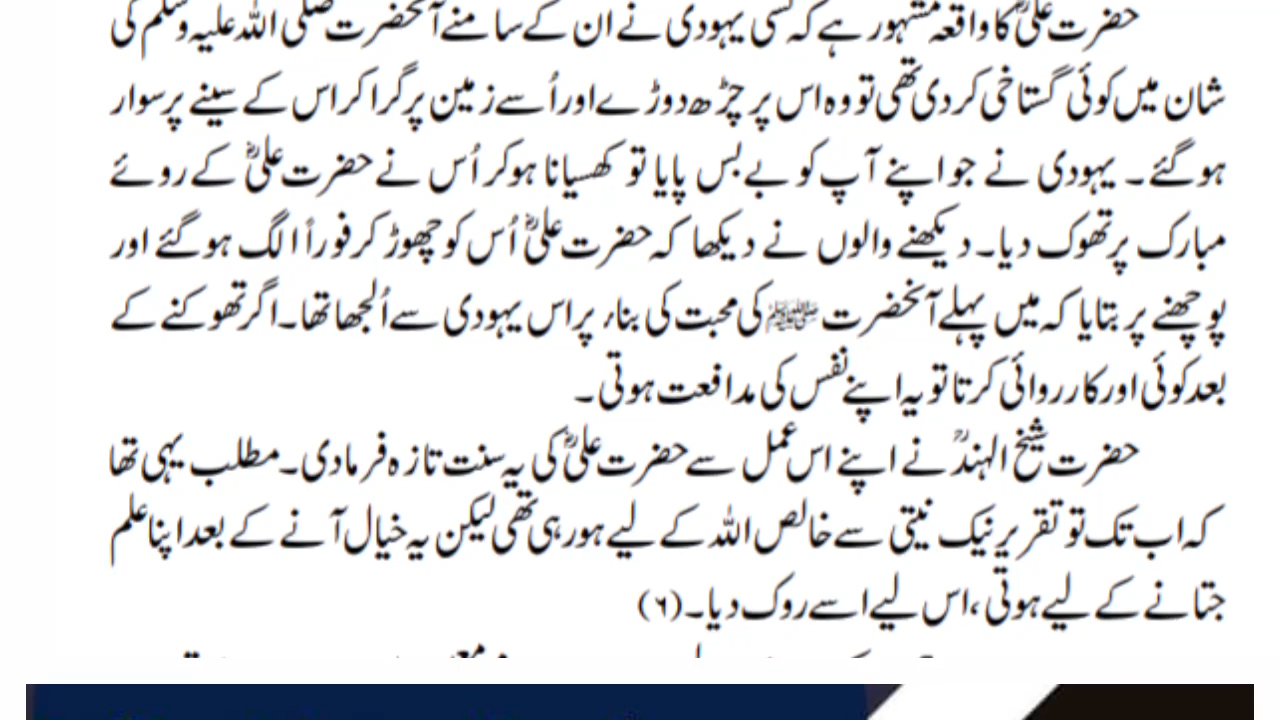 حضرت علیؓ کا واقعہ مشہور ہے کہ کسی یہودی نے ان کے سامنے آنحضرت صلی اللہ علیہ وسلم کی
شان میں کوئی گستاخی کر دی تھی تو وہ اس پر چڑھ دوڑے اور اُسے زمین پر گرا کر اس کے سینے پر سوار
ہوگئے۔ یہودی نے جو اپنے آپ کو بے بس پایا تو کھسیانا ہوکر اُس نے حضرت علیؓ کے روئے
مبارک پر تھوک دیا۔ دیکھنے والوں نے دیکھا کہ حضرت علیؓ اُس کو چھوڑ کر فوراً الگ ہوگئے اور
پوچھنے پر بتایا کہ میں پہلے آنحضرت ﷺ کی محبت کی بناء پر اس یہودی سے اُلجھا تھا۔ اگر تھوکنے کے
بعد کوئی اور کارروائی کرتا تو یہ اپنے نفس کی مدافعت ہوتی۔
حضرت شیخ الہندؒ نے اپنے اس عمل سے حضرت علیؓ کی یہ سنت تازہ فرمادی۔ مطلب یہی تھا
کہ اب تک تو تقریر نیک نیتی سے خالص اللہ کے لیے ہورہی تھی لیکن یہ خیال آنے کے بعد اپنا علم
جتانے کے لیے ہوتی، اس لیے اسے روک دیا۔(۶)